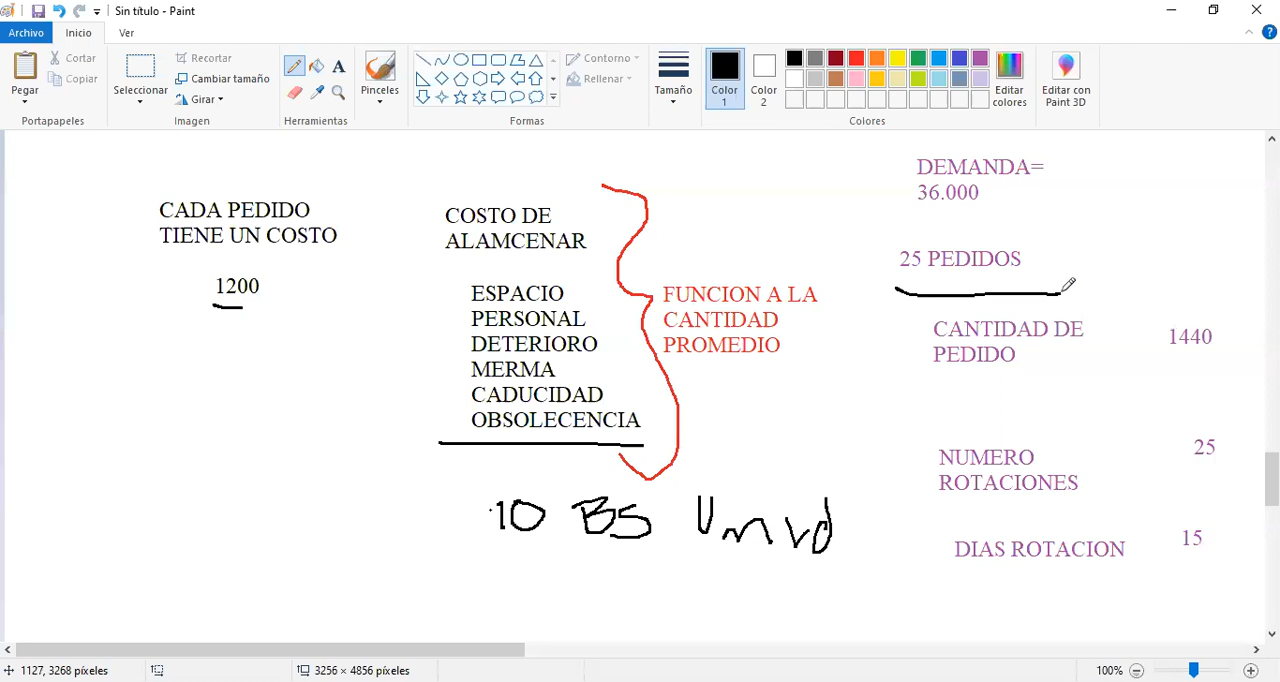 Sin título - Paint
Archivo Inicio Ver
Pegar
Cortar
Copiar
Portapapeles
Seleccionar
Recortar
Cambiar tamaño
Girar
Imagen
A
Herramientas
Pinceles
Contorno
Rellenar
Formas
Tamaño
Color 1
Color 2
Editar colores
Colores
Editar con Paint 3D
CADA PEDIDO
TIENE UN COSTO
1200
COSTO DE
ALAMCENAR
ESPACIO
PERSONAL
DETERIORO
MERMA
CADUCIDAD
OBSOLECENCIA
10 BS
FUNCION A LA
CANTIDAD
PROMEDIO
DEMANDA=
36.000
25 PEDIDOS
CANTIDAD DE
PEDIDO
1440
NUMERO
ROTACIONES
25
DIAS ROTACION
15
1127, 3268 píxeles
3256 × 4856 píxeles
100%